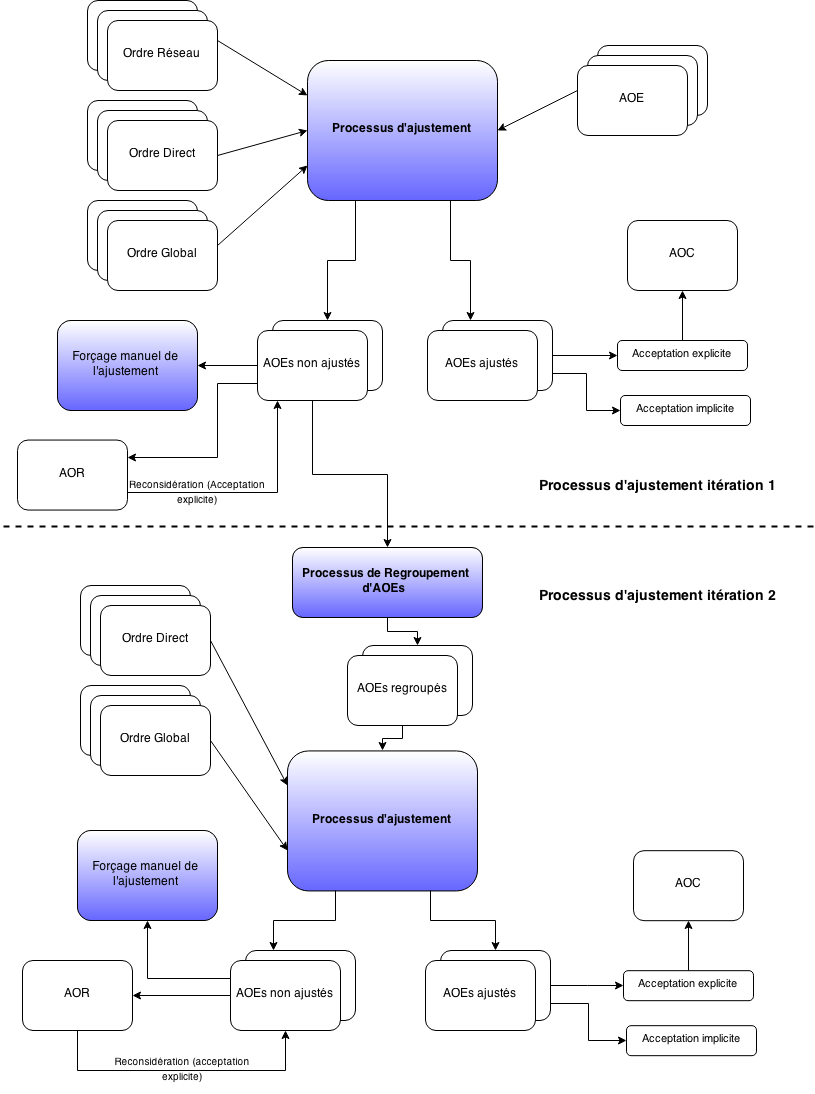 Ordre Réseau
AOE
Processus d'ajustement
Ordre Direct
Ordre Global
AOC
Forçage manuel de
l'ajustement
AOEs non ajustés
AOEs ajustés
Acceptation explicite
Acceptation implicite
AOR
Reconsidération (Acceptation
explicite)
Processus d'ajustement itération 1
Processus de Regroupement
d'AOEs
Processus d'ajustement itération 2
Ordre Direct
AOEs regroupés
Ordre Global
Processus d'ajustement
Forçage manuel de
l'ajustement
AOC
AOR
AOEs non ajustés
AOEs ajustés
Acceptation explicite
Acceptation implicite
Reconsidération (acceptation
explicite)